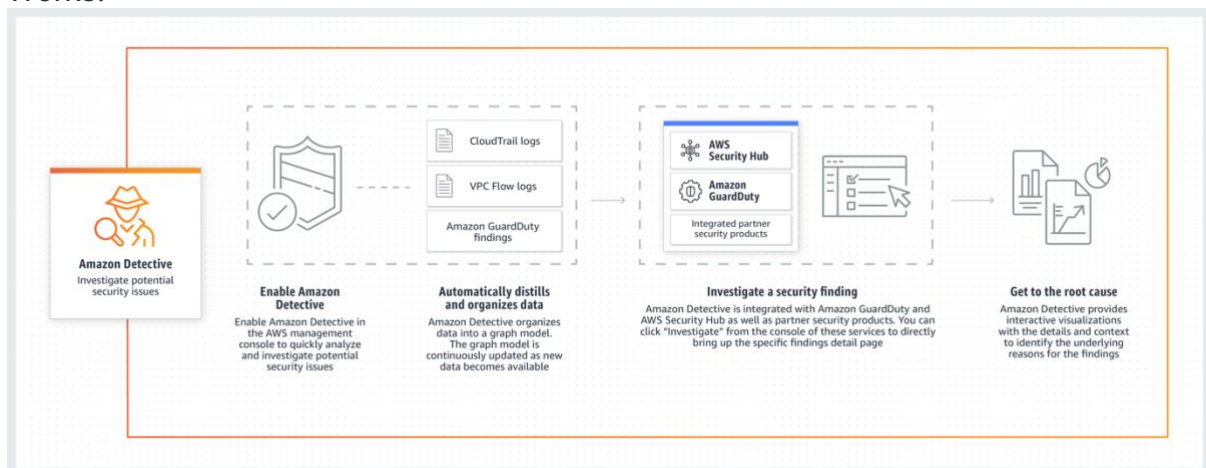 Amazon Detective
Investigate potential
security issues
CloudTrail logs
VPC Flow logs
Amazon GuardDuty
findings
Enable Amazon
Detective
Enable Amazon Detective in
the AWS management
console to quickly analyze
and investigate potential
security issues
Automatically distills
and organizes data
Amazon Detective organizes
data into a graph model.
The graph model is
continuously updated as new
data becomes available
AWS
Security Hub
Amazon
GuardDuty
Integrated partner
security products
Investigate a security finding
Amazon Detective is integrated with Amazon GuardDuty and
AWS Security Hub as well as partner security products. You can
click “Investigate” from the console of these services to directly
bring up the specific findings detail page
Get to the root cause
Amazon Detective provides
interactive visualizations
with the details and context
to identify the underlying
reasons for the findings